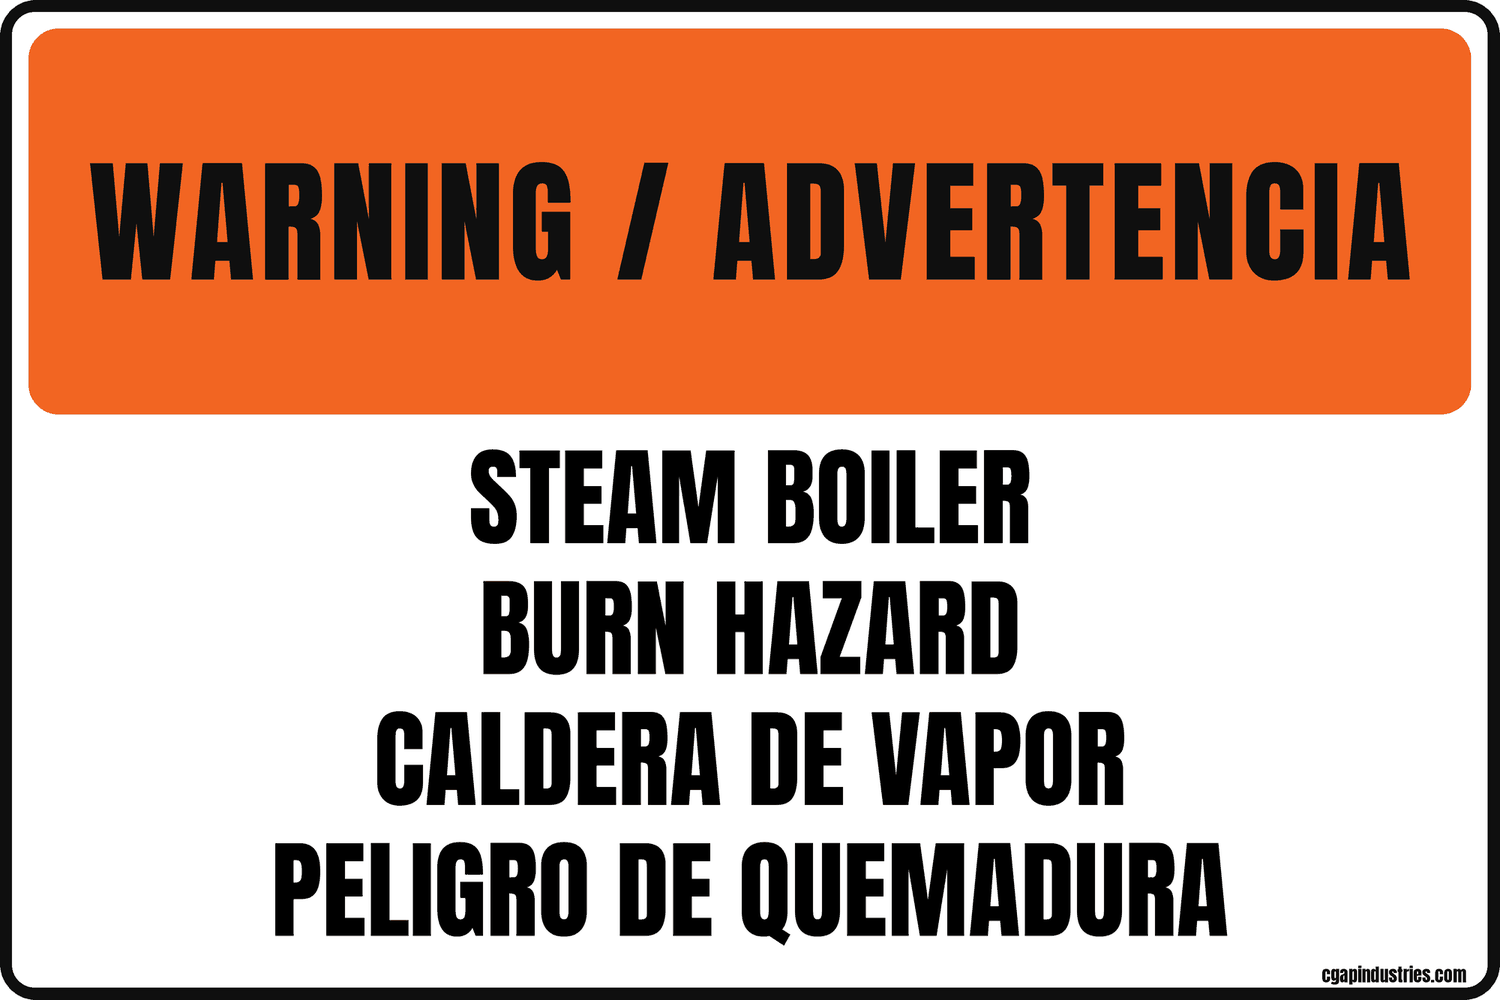 WARNING / ADVERTENCIA
STEAM BOILER
BURN HAZARD
CALDERA DE VAPOR
PELIGRO DE QUEMADURA
cgapindustries.com